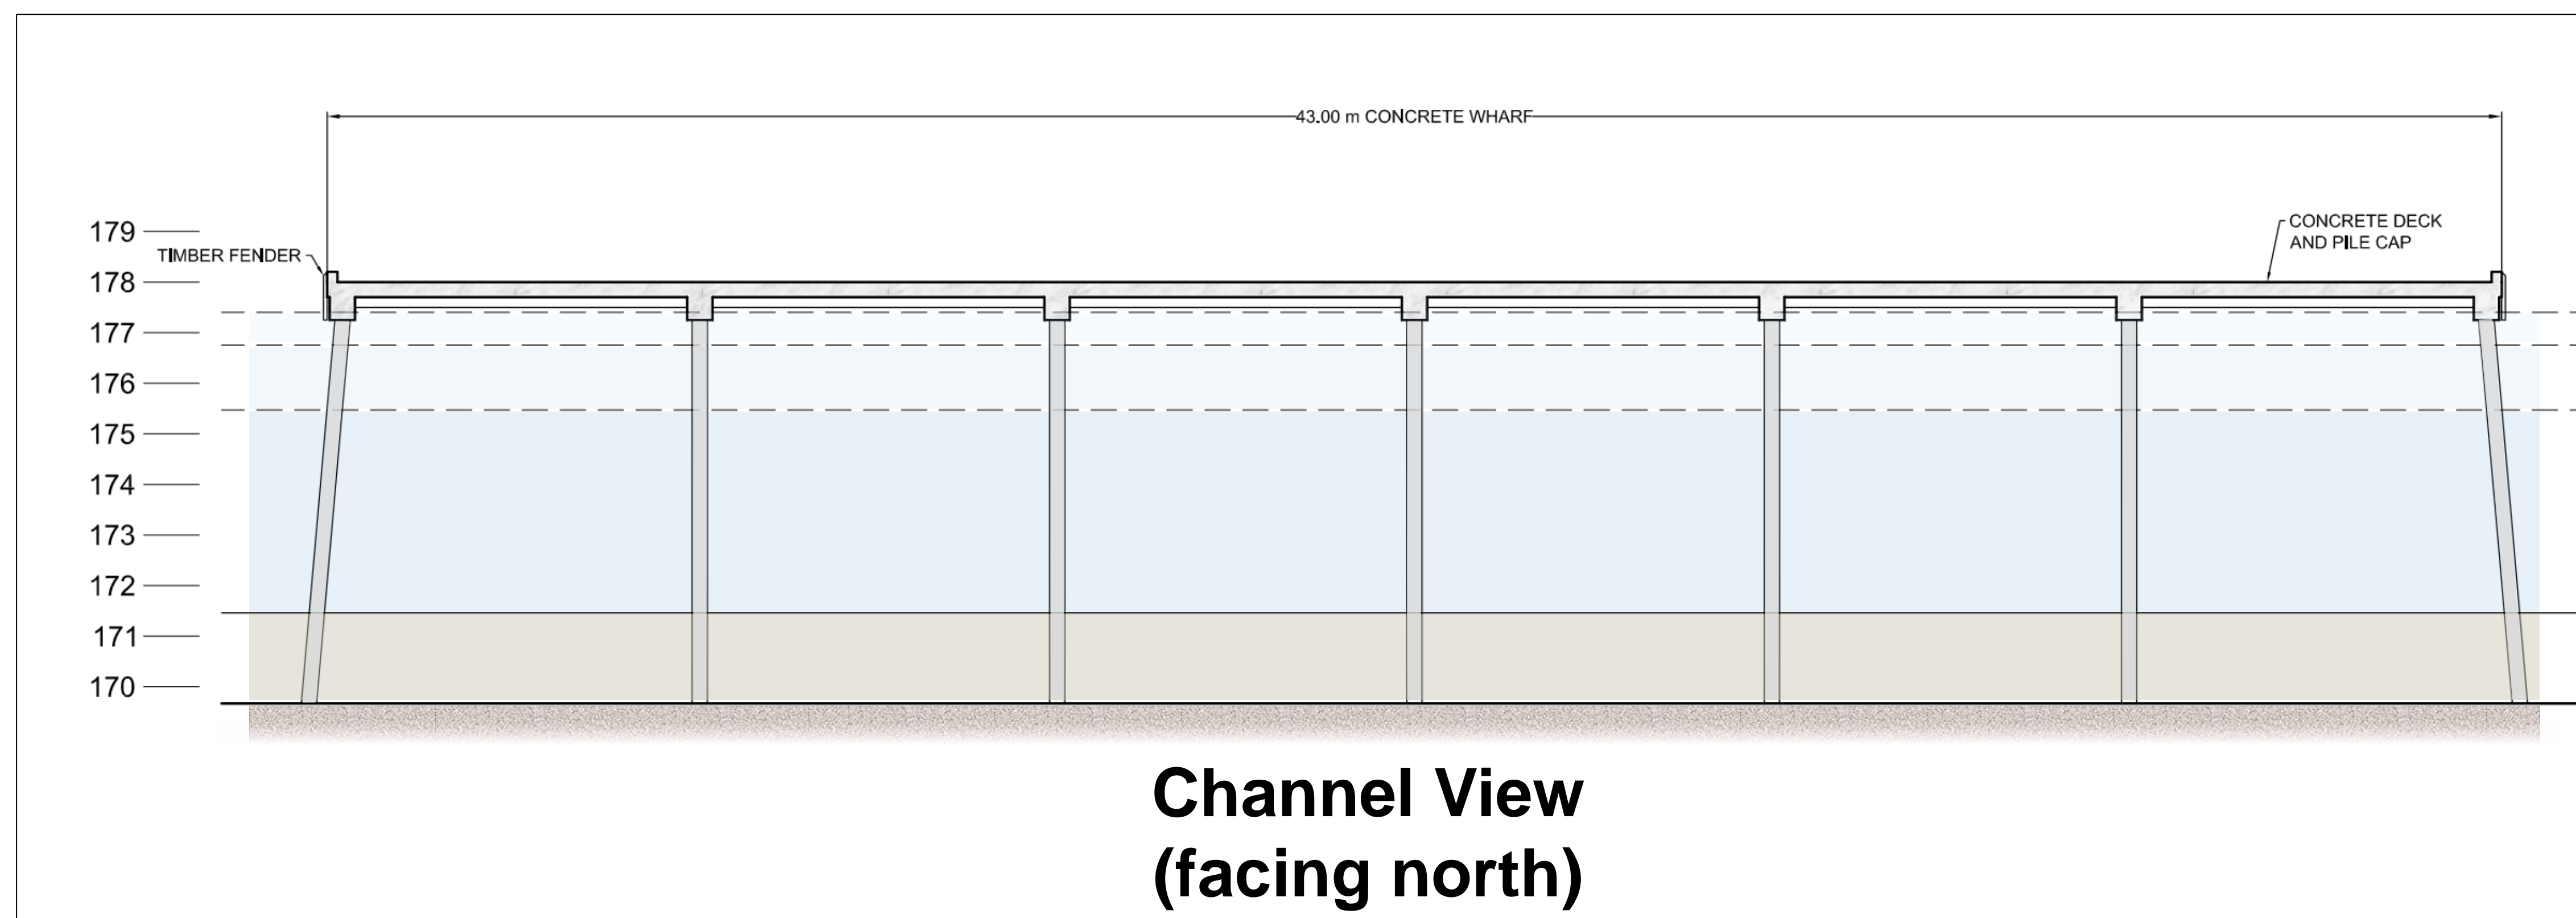 43.00 m CONCRETE WHARF
179
TIMBER FENDER
CONCRETE DECK
AND PILE CAP
178
177
176
175
174
173
172
171
170
Channel View
(facing north)